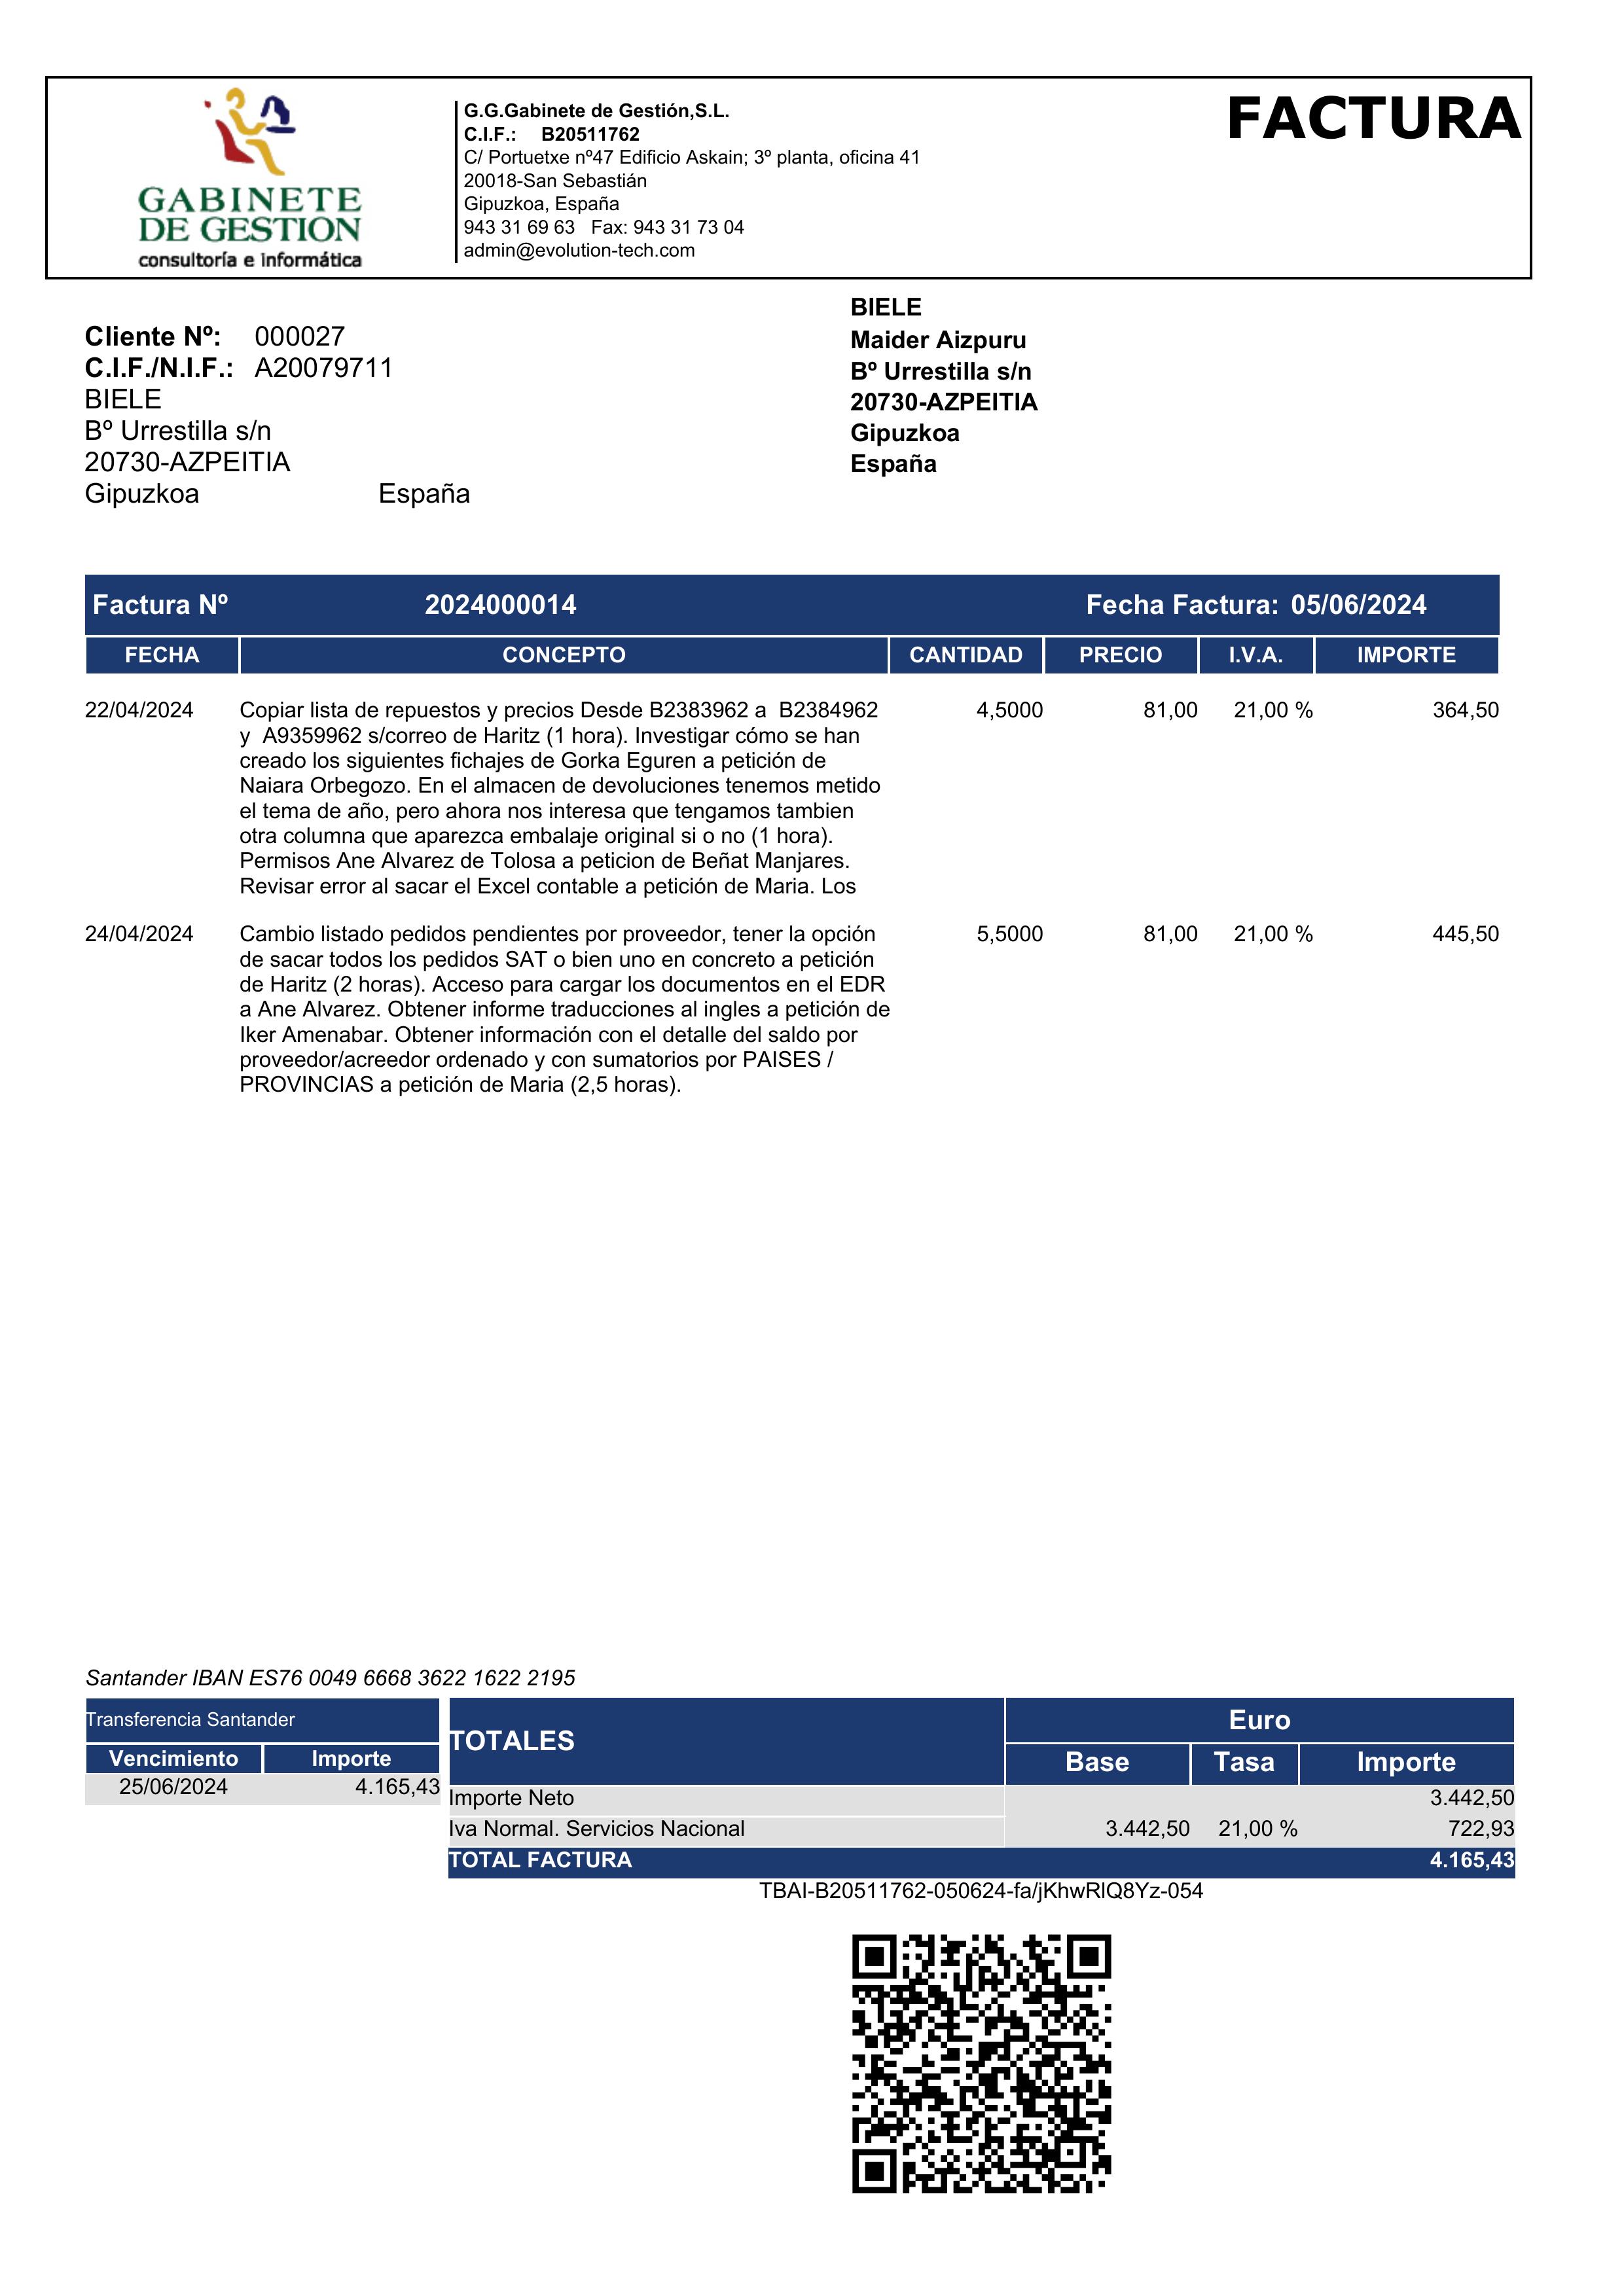 GABINETE
DE GESTION
consultoría e informática
G.G.Gabinete de Gestión,S.L.
C.I.F.: B20511762
C/ Portuetxe nº47 Edificio Askain; 3º planta, oficina 41
20018-San Sebastián
Gipuzkoa, España
943 31 69 63 Fax: 943 31 73 04
admin@evolution-tech.com
FACTURA
Cliente Nº: 000027
C.I.F./N.I.F.: A20079711
BIELE
Bº Urrestilla s/n
20730-AZPEITIA
Gipuzkoa España
BIELE
Maider Aizpuru
Bº Urrestilla s/n
20730-AZPEITIA
Gipuzkoa
España
Factura Nº 2024000014 Fecha Factura: 05/06/2024
FECHA CONCEPTO CANTIDAD PRECIO I.V.A. IMPORTE
22/04/2024 Copiar lista de repuestos y precios Desde B2383962 a B2384962 4,5000 81,00 21,00 % 364,50
y A9359962 s/correo de Haritz (1 hora). Investigar cómo se han
creado los siguientes fichajes de Gorka Eguren a petición de
Naiara Orbegozo. En el almacen de devoluciones tenemos metido
el tema de año, pero ahora nos interesa que tengamos tambien
otra columna que aparezca embalaje original si o no (1 hora).
Permisos Ane Alvarez de Tolosa a peticion de Beñat Manjares.
Revisar error al sacar el Excel contable a petición de Maria. Los
24/04/2024 Cambio listado pedidos pendientes por proveedor, tener la opción 5,5000 81,00 21,00 % 445,50
de sacar todos los pedidos SAT o bien uno en concreto a petición
de Haritz (2 horas). Acceso para cargar los documentos en el EDR
a Ane Alvarez. Obtener informe traducciones al ingles a petición de
Iker Amenabar. Obtener información con el detalle del saldo por
proveedor/acreedor ordenado y con sumatorios por PAISES /
PROVINCIAS a petición de Maria (2,5 horas).
Santander IBAN ES76 0049 6668 3622 1622 2195
Transferencia Santander
Vencimiento Importe
25/06/2024 4.165,43
TOTALES Euro
Base Tasa Importe
Importe Neto 3.442,50
Iva Normal. Servicios Nacional 3.442,50 21,00 % 722,93
TOTAL FACTURA 4.165,43
TBAI-B20511762-050624-fa/jKhwRlQ8Yz-054